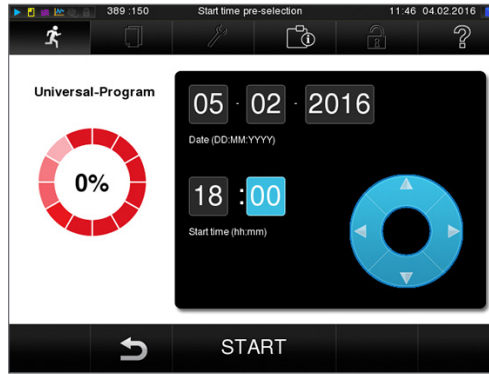 389 :150 Start time pre-selection 11:46 04.02.2016
Universal-Program
0%
05 · 02 · 2016
Date (DD:MM:YYYY)
18 :00
Start time (hh:mm)
START